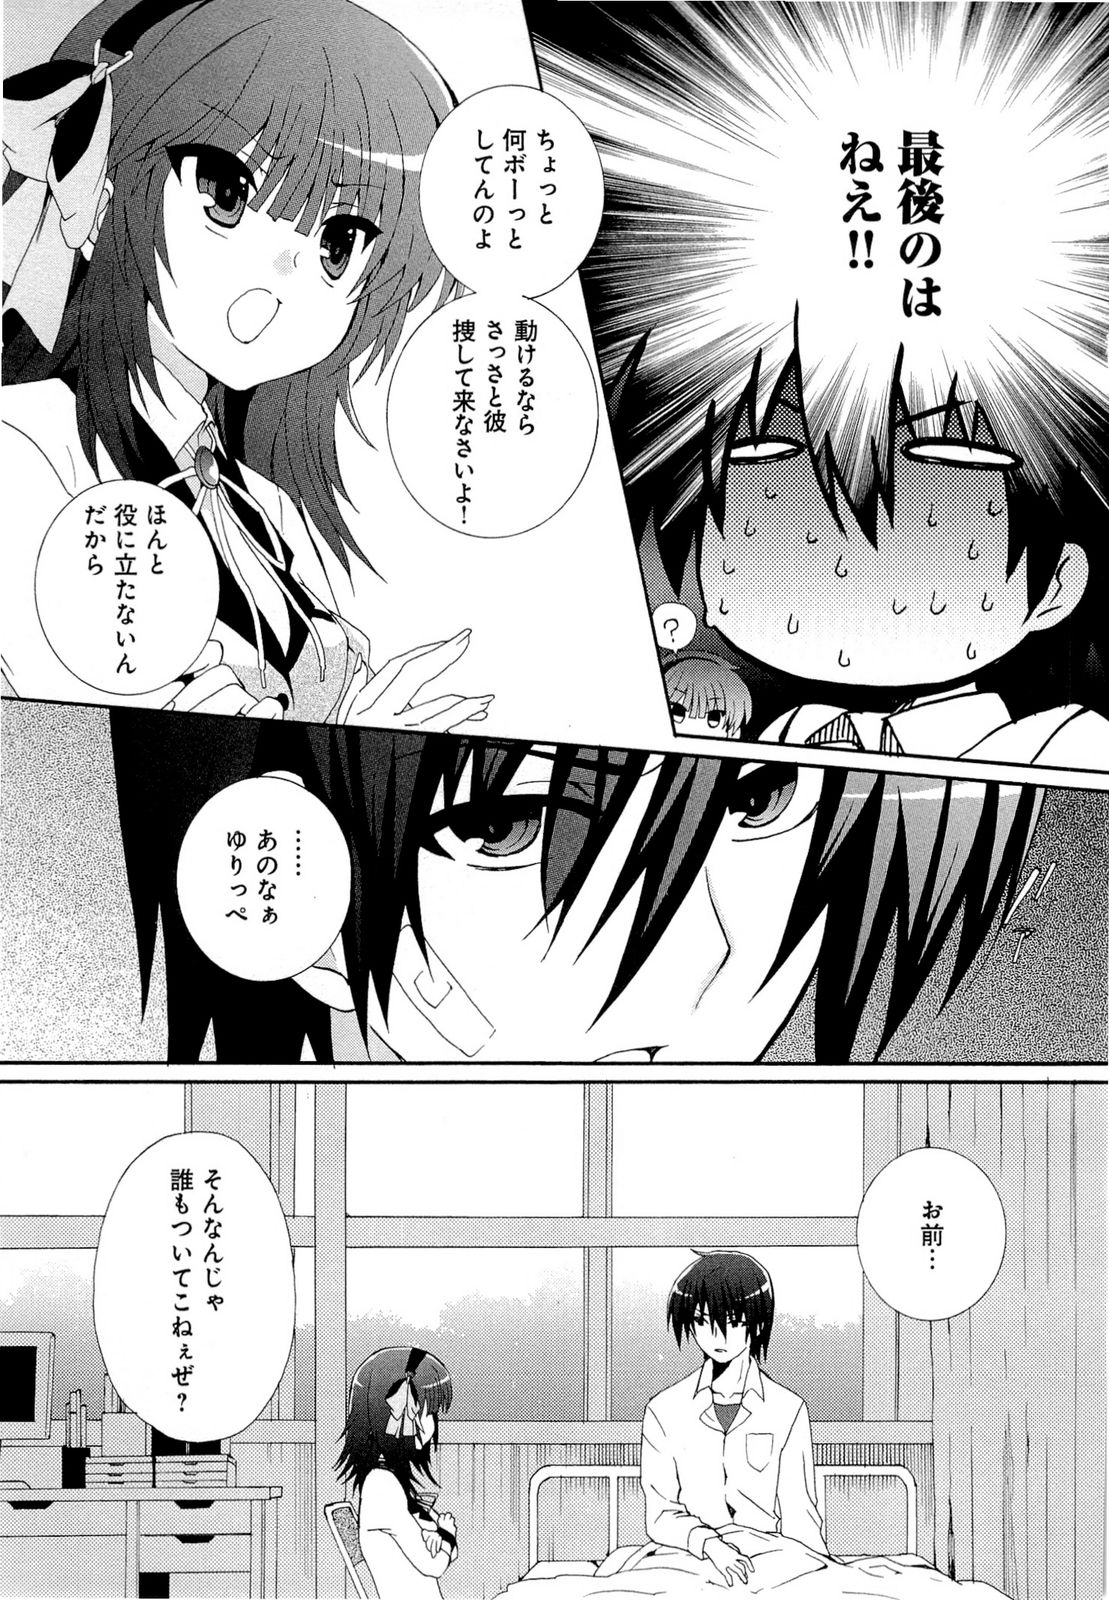 最後のは
ねえ!!
?
ちょっと
何ボーっと
してんのよ
動けるなら
さっさと彼
捜して来なさいよ!
ほんと
役に立たないん
だから
……
あのなぁ
ゆりっぺ
お前…
そんなんじゃ
誰もついてこねぇぜ?